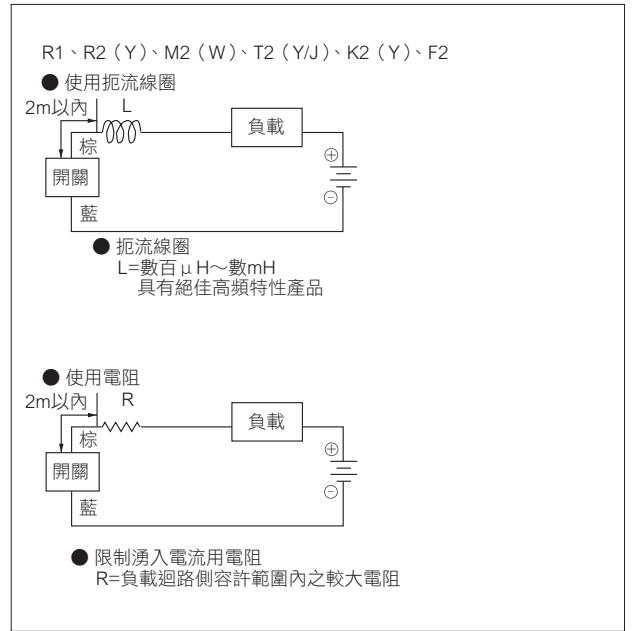 R1、R2（Y）、M2（W）、T2（Y/J）、K2（Y）、F2
● 使用扼流線圈
2m以內
L
負載
棕
開關
藍
⊕
⊖
● 扼流線圈
L=數百μH～數mH
具有絕佳高頻特性產品
● 使用電阻
2m以內
R
負載
棕
開關
藍
⊕
⊖
● 限制湧入電流用電阻
R=負載迴路側容許範圍內之較大電阻